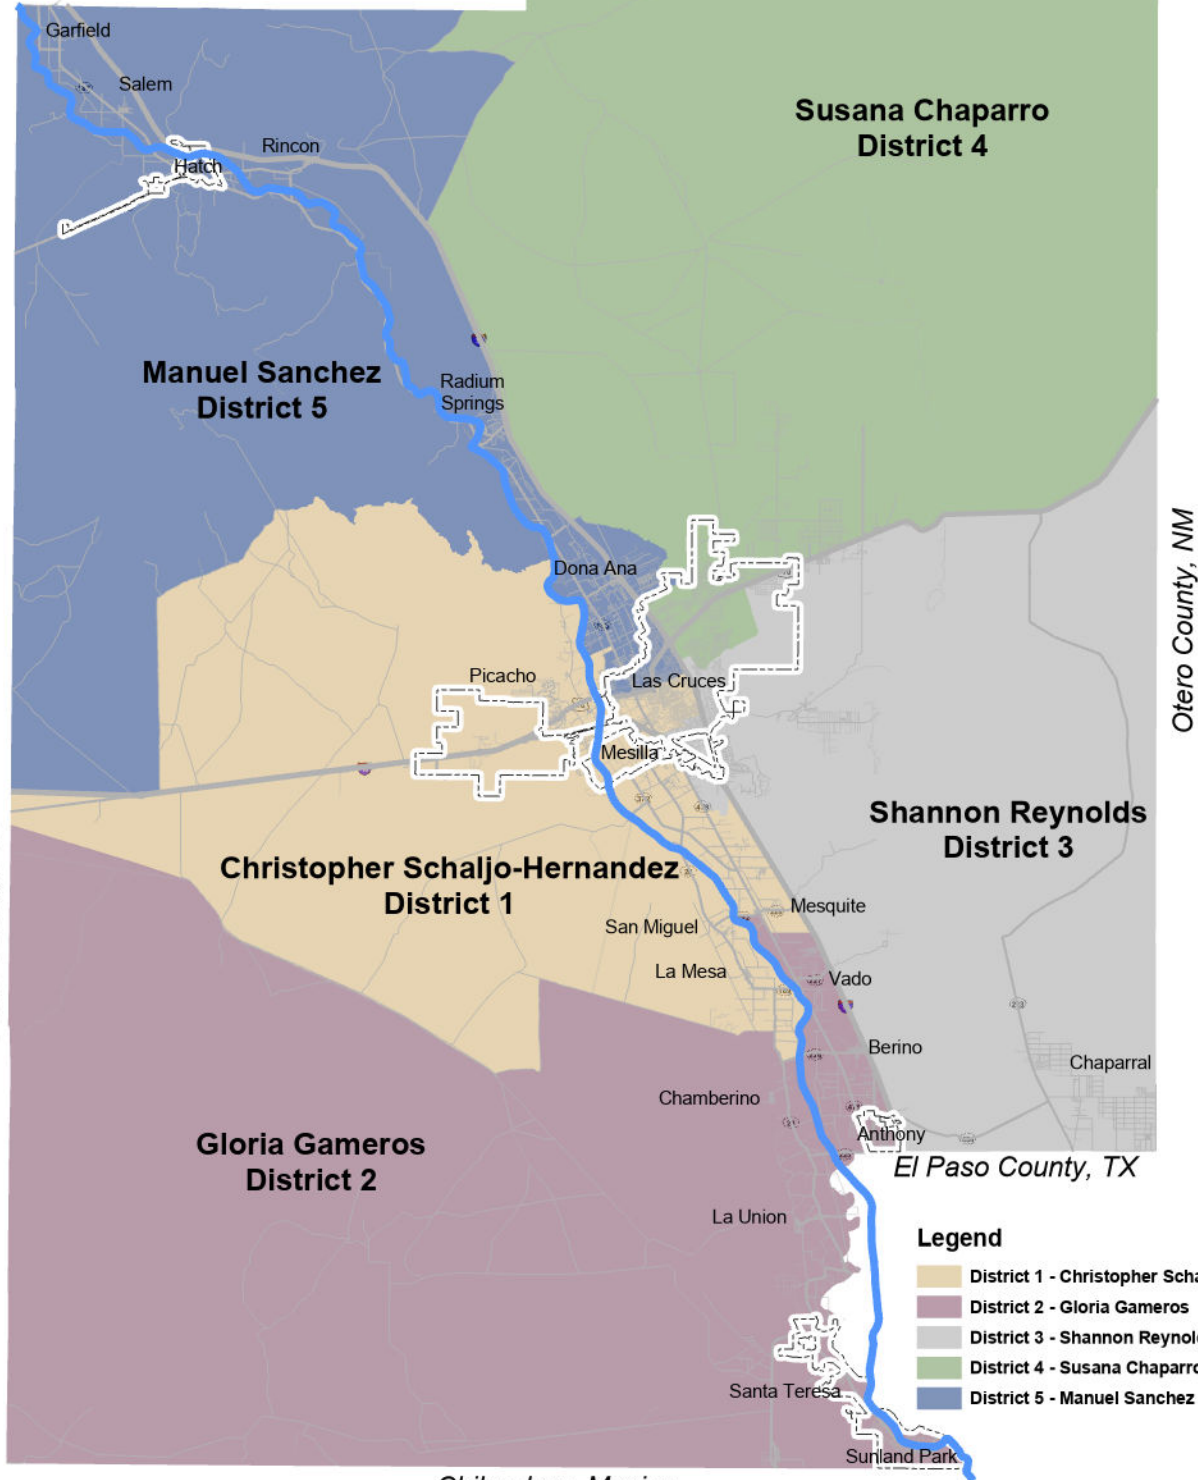 Garfield
Salem
Susana Chaparro
District 4
Rincon
Hatch
Manuel Sanchez
District 5
Radium
Springs
Otero County, NM
Dona Ana
Picacho
Las Cruces
Mesilla
Shannon Reynolds
District 3
Christopher Schaljo-Hernandez
District 1
Mesquite
San Miguel
La Mesa
Vado
Berino
Chaparral
Chamberino
Gloria Gameros
District 2
Anthony
El Paso County, TX
La Union
Legend
District 1 - Christopher Scha
District 2 - Gloria Gameros
District 3 - Shannon Reynol
District 4 - Susana Chaparro
District 5 - Manuel Sanchez
Santa Teresa
Sunland Park